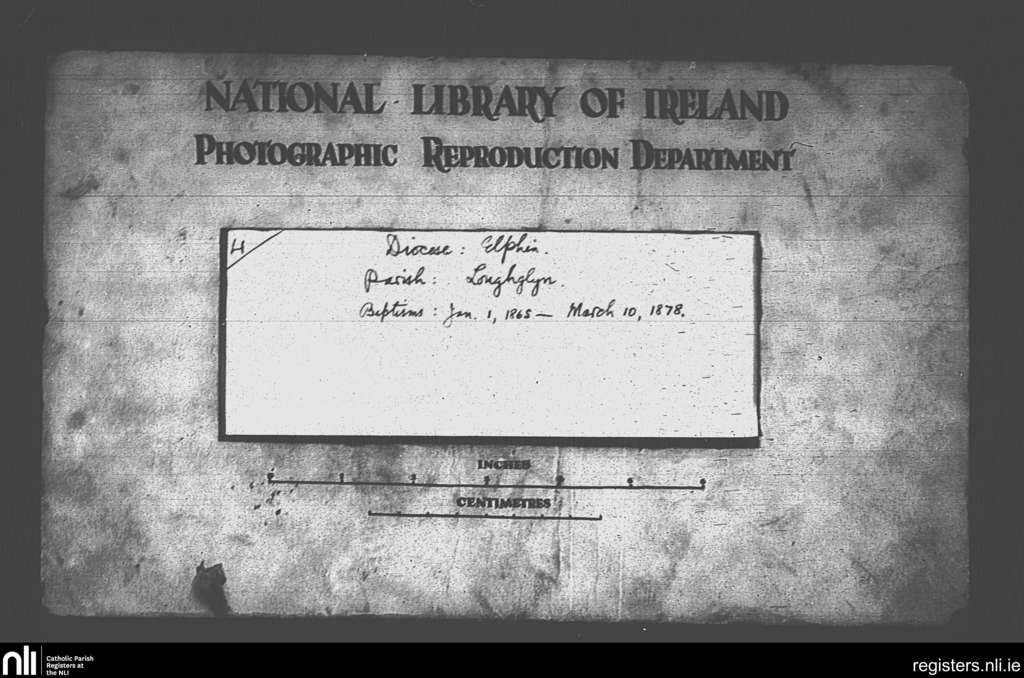 NATIONAL LIBRARY OF IRELAND
PHOTOGRAPHIC REPRODUCTION DEPARTMENT
4
Diocese: Elphin.
Parish: Loughglyn.
Baptisms: Jan. 1, 1865 — March 10, 1878.
INCHES
CENTIMETRES
nli
Catholic Parish
Registers at
the NLI
registers.nli.ie